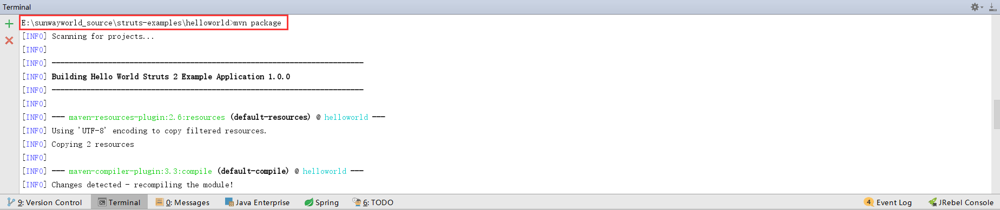 Terminal
E:\sunwayworld_source\struts-examples\helloworld>mvn package
[INFO] Scanning for projects...
[INFO]
[INFO] ------------------------------------------------------------------------
[INFO] Building Hello World Struts 2 Example Application 1.0.0
[INFO] ------------------------------------------------------------------------
[INFO]
[INFO] --- maven-resources-plugin:2.6:resources (default-resources) @ helloworld ---
[INFO] Using 'UTF-8' encoding to copy filtered resources.
[INFO] Copying 2 resources
[INFO]
[INFO] --- maven-compiler-plugin:3.3:compile (default-compile) @ helloworld ---
[INFO] Changes detected - recompiling the module!
9: Version Control Terminal 0: Messages Java Enterprise Spring 6: TODO 4 Event Log JR JRebel Console